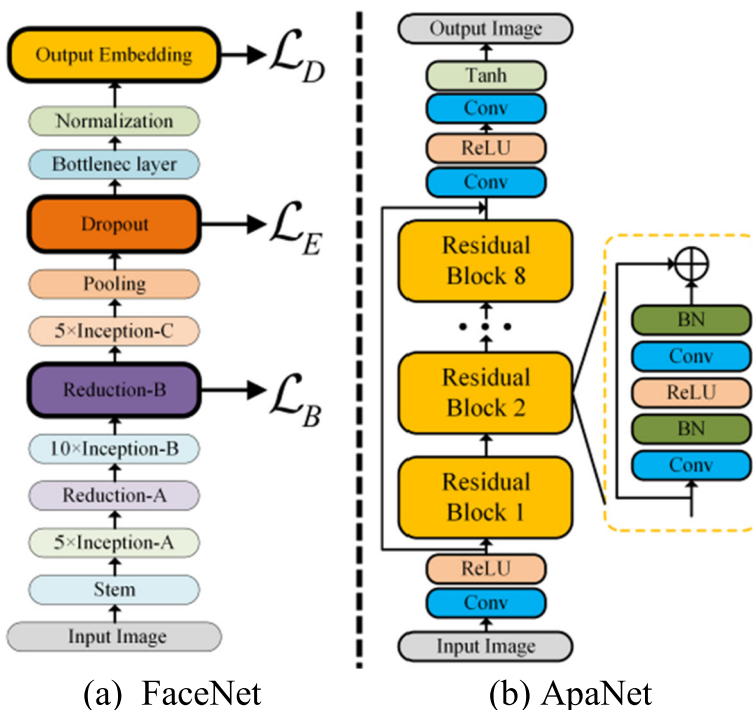 Output Embedding
ℒD
Normalization
Bottlenec layer
Dropout
ℒE
Pooling
5×Inception-C
Reduction-B
ℒB
10×Inception-B
Reduction-A
5×Inception-A
Stem
Input Image
(a) FaceNet
Output Image
Tanh
Conv
ReLU
Conv
Residual
Block 8
Residual
Block 2
Residual
Block 1
ReLU
Conv
Input Image
BN
Conv
ReLU
BN
Conv
(b) ApaNet